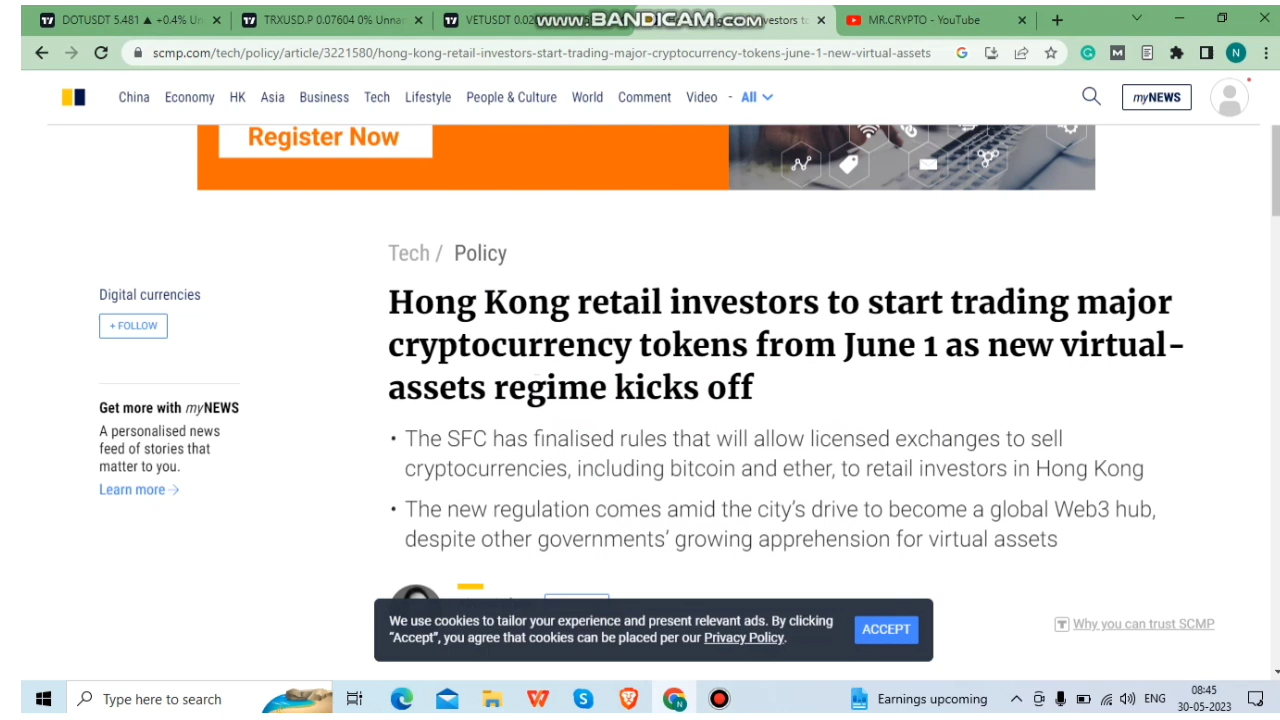 DOTUSDT 5.481 ▲ +0.4% Un
TRXUSD.P 0.07604 0% Unnar
VETUSDT 0.02
www.BANDICAM.com
vestors to
MR.CRYPTO - YouTube
scmp.com/tech/policy/article/3221580/hong-kong-retail-investors-start-trading-major-cryptocurrency-tokens-june-1-new-virtual-assets
China Economy HK Asia Business Tech Lifestyle People & Culture World Comment Video - All
myNEWS
Register Now
Tech / Policy
Digital currencies
+ FOLLOW
Hong Kong retail investors to start trading major
cryptocurrency tokens from June 1 as new virtual-
assets regime kicks off
Get more with myNEWS
A personalised news
feed of stories that
matter to you.
Learn more →
• The SFC has finalised rules that will allow licensed exchanges to sell
cryptocurrencies, including bitcoin and ether, to retail investors in Hong Kong
• The new regulation comes amid the city's drive to become a global Web3 hub,
despite other governments' growing apprehension for virtual assets
We use cookies to tailor your experience and present relevant ads. By clicking
"Accept", you agree that cookies can be placed per our Privacy Policy.
ACCEPT
Why you can trust SCMP
Type here to search
Earnings upcoming
ENG
08:45
30-05-2023